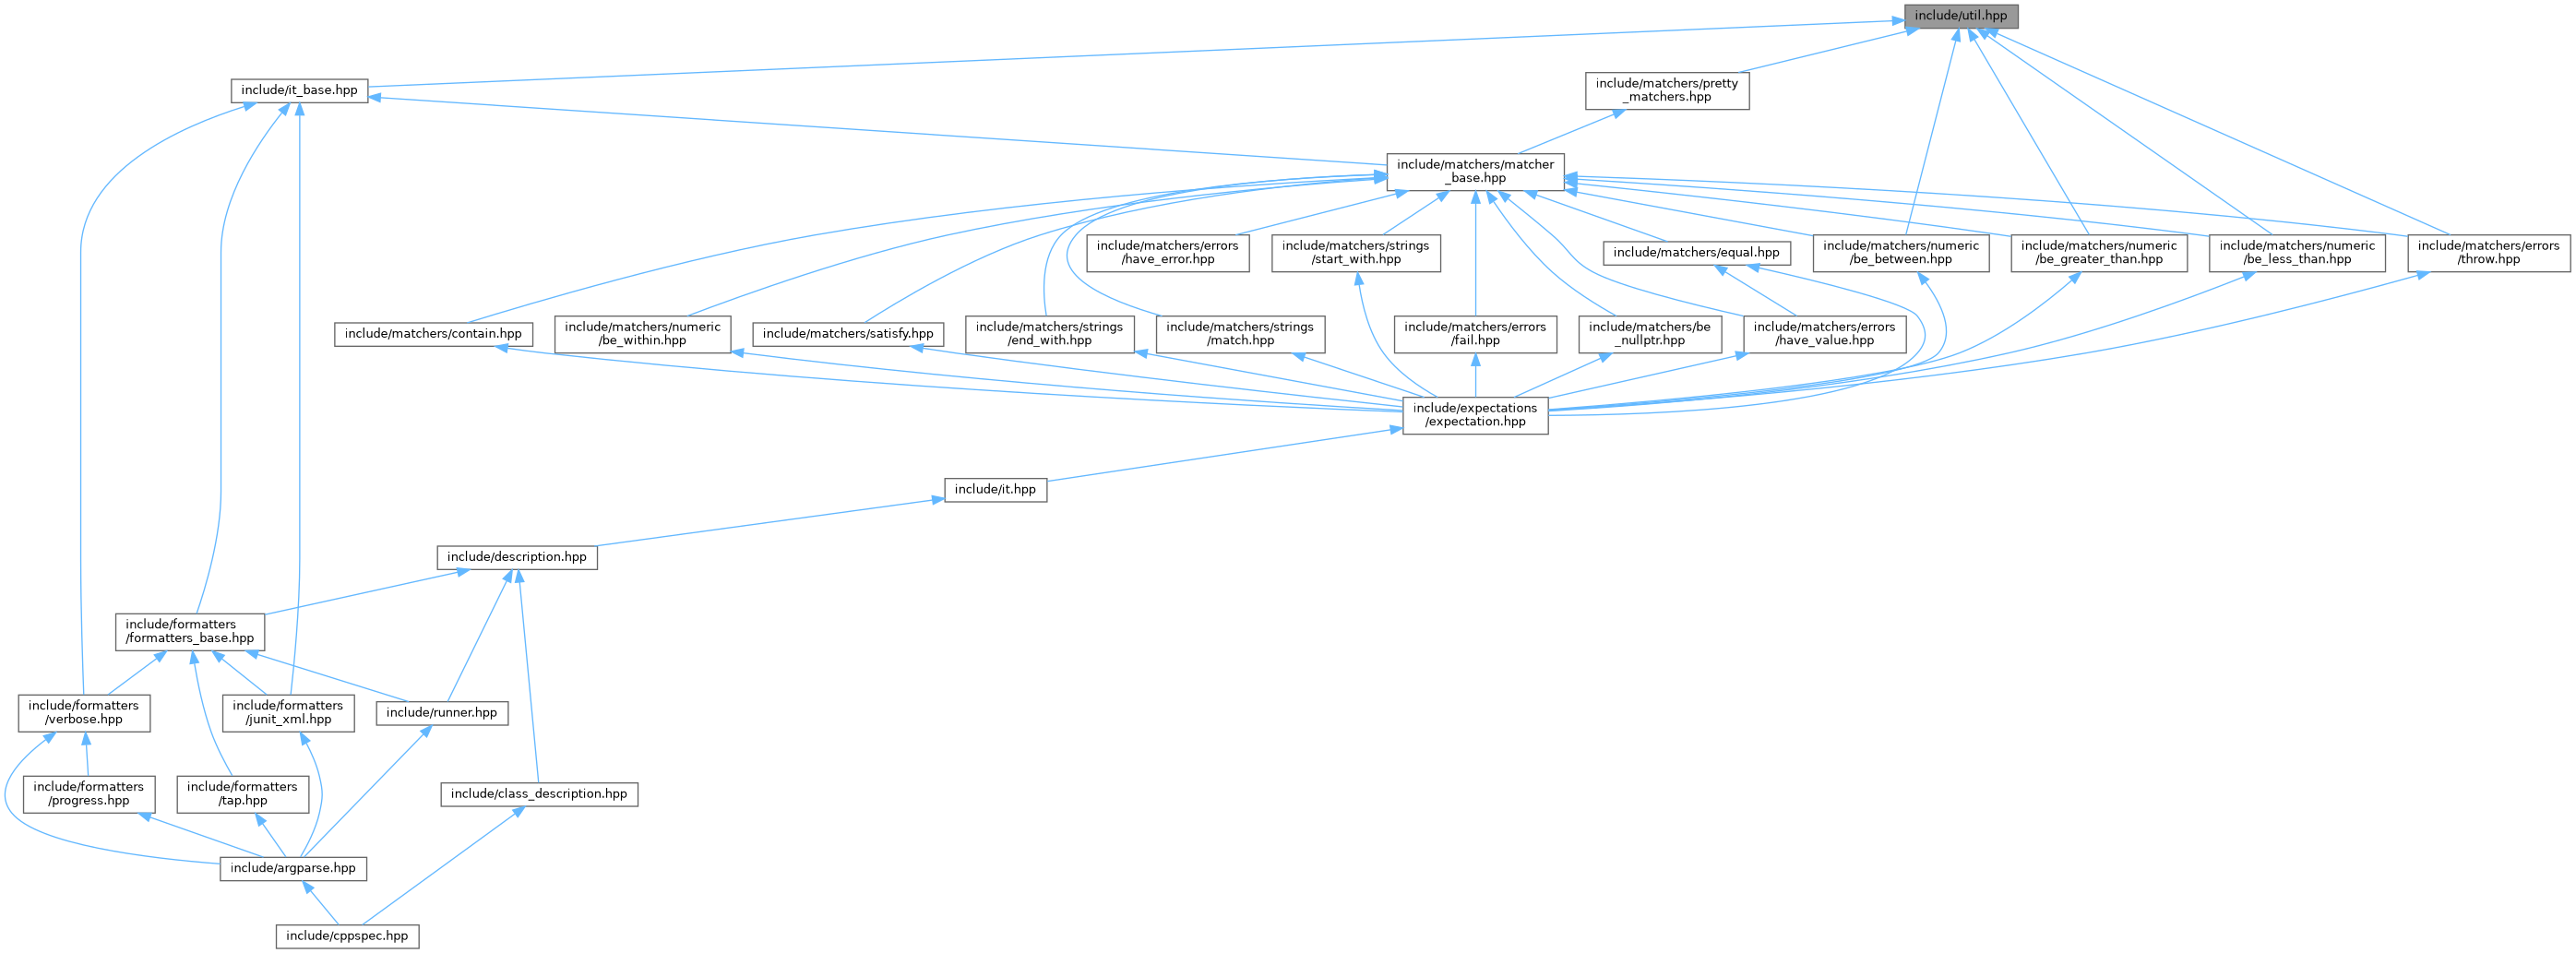 include/util.hpp
include/it_base.hpp
include/matchers/pretty
_matchers.hpp
include/matchers/matcher
_base.hpp
include/matchers/errors
/have_error.hpp
include/matchers/strings
/start_with.hpp
include/matchers/equal.hpp
include/matchers/numeric
/be_between.hpp
include/matchers/numeric
/be_greater_than.hpp
include/matchers/numeric
/be_less_than.hpp
include/matchers/errors
/throw.hpp
include/matchers/contain.hpp
include/matchers/numeric
/be_within.hpp
include/matchers/satisfy.hpp
include/matchers/strings
/end_with.hpp
include/matchers/strings
/match.hpp
include/matchers/errors
/fail.hpp
include/matchers/be
_nullptr.hpp
include/matchers/errors
/have_value.hpp
include/expectations
/expectation.hpp
include/it.hpp
include/description.hpp
include/formatters
/formatters_base.hpp
include/formatters
/verbose.hpp
include/formatters
/junit_xml.hpp
include/runner.hpp
include/formatters
/progress.hpp
include/formatters
/tap.hpp
include/class_description.hpp
include/argparse.hpp
include/cppspec.hpp